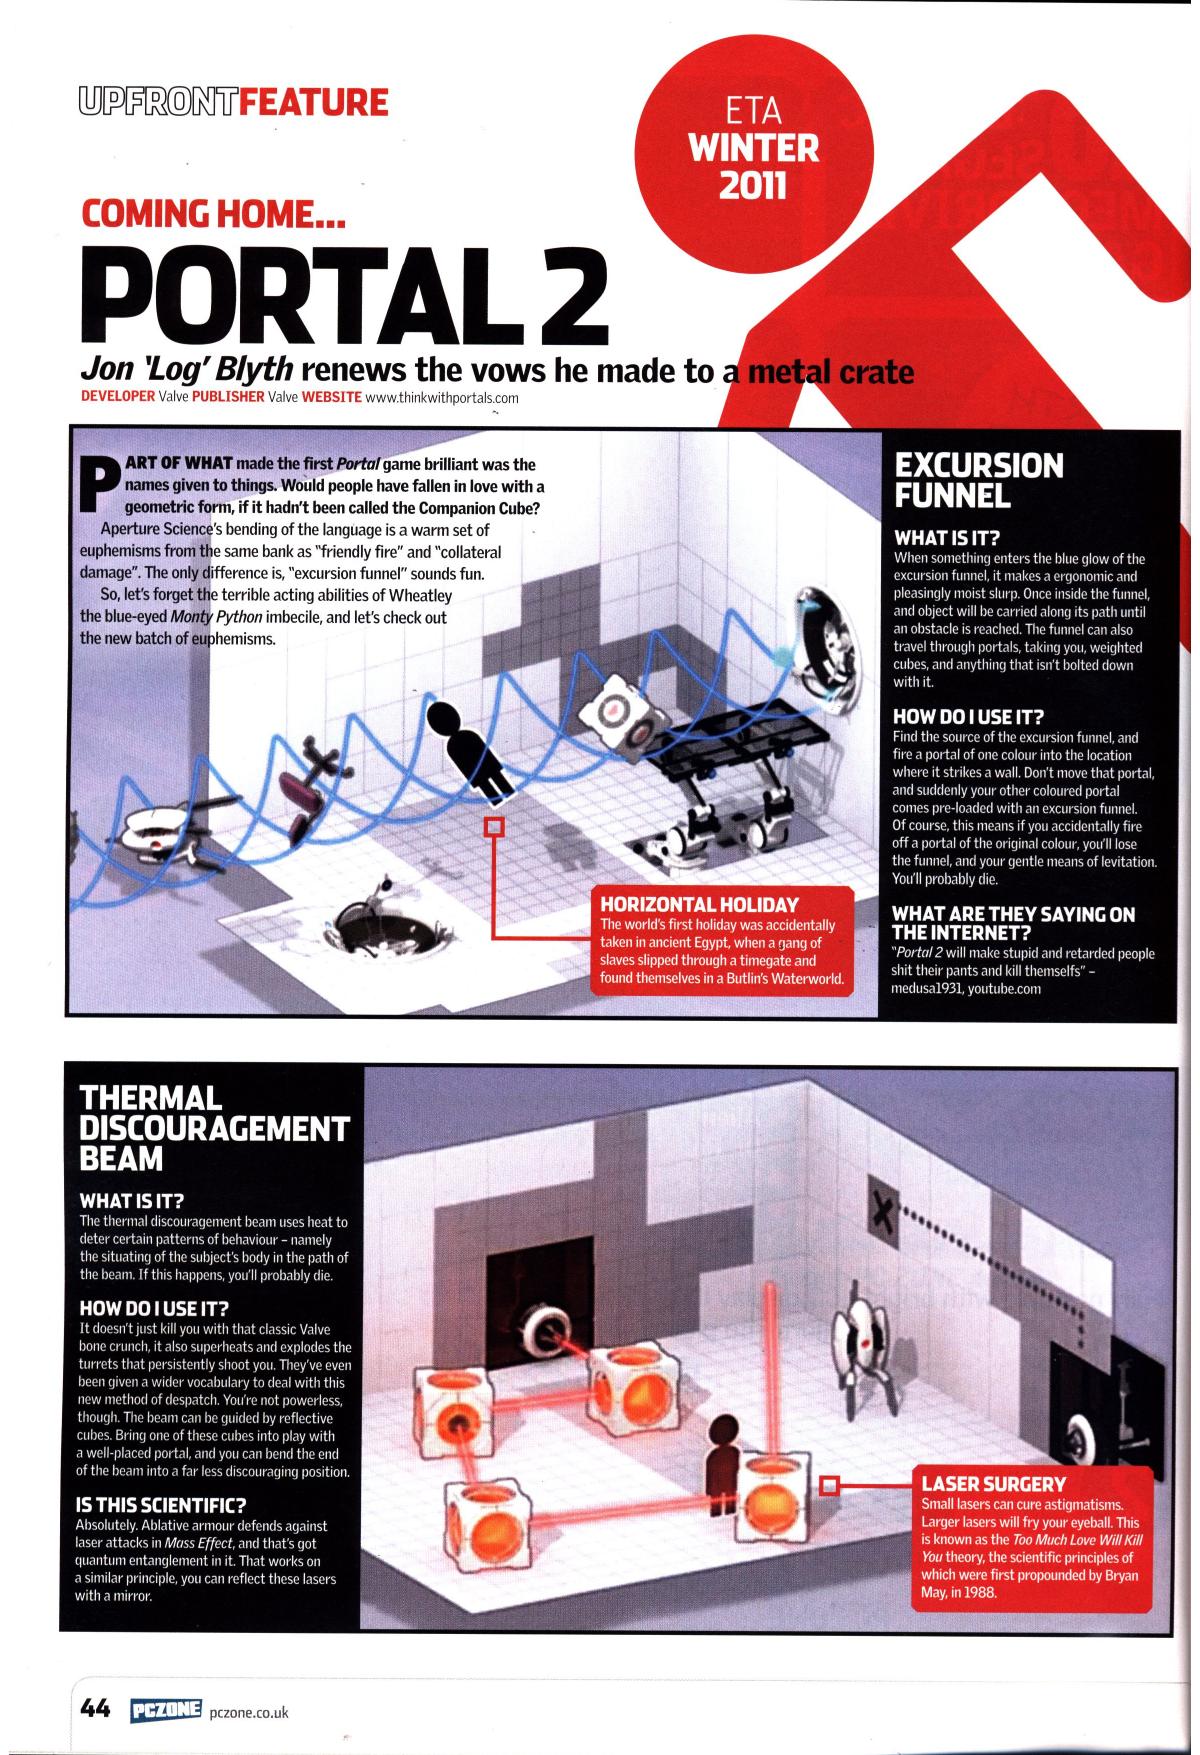 UPFRONTFEATURE
ETA
WINTER
2011
COMING HOME...
PORTAL 2
Jon 'Log' Blyth renews the vows he made to a metal crate
DEVELOPER Valve PUBLISHER Valve WEBSITE www.thinkwithportals.com
PART OF WHAT made the first Portal game brilliant was the
names given to things. Would people have fallen in love with a
geometric form, if it hadn't been called the Companion Cube?
Aperture Science's bending of the language is a warm set of
euphemisms from the same bank as "friendly fire" and "collateral
damage". The only difference is, "excursion funnel" sounds fun.
So, let's forget the terrible acting abilities of Wheatley
the blue-eyed Monty Python imbecile, and let's check out
the new batch of euphemisms.
HORIZONTAL HOLIDAY
The world's first holiday was accidentally
taken in ancient Egypt, when a gang of
slaves slipped through a timegate and
found themselves in a Butlin's Waterworld.
EXCURSION
FUNNEL
WHAT IS IT?
When something enters the blue glow of the
excursion funnel, it makes a ergonomic and
pleasingly moist slurp. Once inside the funnel,
and object will be carried along its path until
an obstacle is reached. The funnel can also
travel through portals, taking you, weighted
cubes, and anything that isn't bolted down
with it.
HOW DO I USE IT?
Find the source of the excursion funnel, and
fire a portal of one colour into the location
where it strikes a wall. Don't move that portal,
and suddenly your other coloured portal
comes pre-loaded with an excursion funnel.
Of course, this means if you accidentally fire
off a portal of the original colour, you'll lose
the funnel, and your gentle means of levitation.
You'll probably die.
WHAT ARE THEY SAYING ON
THE INTERNET?
"Portal 2 will make stupid and retarded people
shit their pants and kill themselfs" –
medusa1931, youtube.com
THERMAL
DISCOURAGEMENT
BEAM
WHAT IS IT?
The thermal discouragement beam uses heat to
deter certain patterns of behaviour – namely
the situating of the subject's body in the path of
the beam. If this happens, you'll probably die.
HOW DO I USE IT?
It doesn't just kill you with that classic Valve
bone crunch, it also superheats and explodes the
turrets that persistently shoot you. They've even
been given a wider vocabulary to deal with this
new method of despatch. You're not powerless,
though. The beam can be guided by reflective
cubes. Bring one of these cubes into play with
a well-placed portal, and you can bend the end
of the beam into a far less discouraging position.
IS THIS SCIENTIFIC?
Absolutely. Ablative armour defends against
laser attacks in Mass Effect, and that's got
quantum entanglement in it. That works on
a similar principle, you can reflect these lasers
with a mirror.
LASER SURGERY
Small lasers can cure astigmatisms.
Larger lasers will fry your eyeball. This
is known as the Too Much Love Will Kill
You theory, the scientific principles of
which were first propounded by Bryan
May, in 1988.
44 PCZONE pczone.co.uk